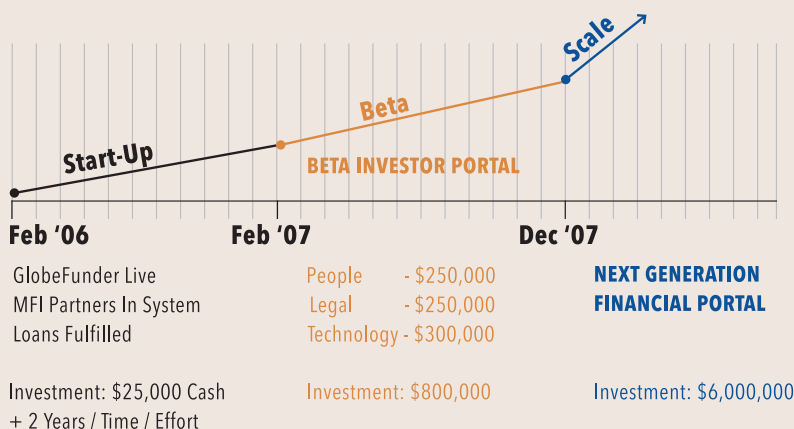 Scale
Beta
Start-Up
BETA INVESTOR PORTAL
Feb ‘06
Feb ‘07
Dec ‘07
GlobeFunder Live
MFI Partners In System
Loans Fulfilled
Investment: $25,000 Cash
+ 2 Years / Time / Effort
People - $250,000
Legal - $250,000
Technology - $300,000
Investment: $800,000
NEXT GENERATION
FINANCIAL PORTAL
Investment: $6,000,000